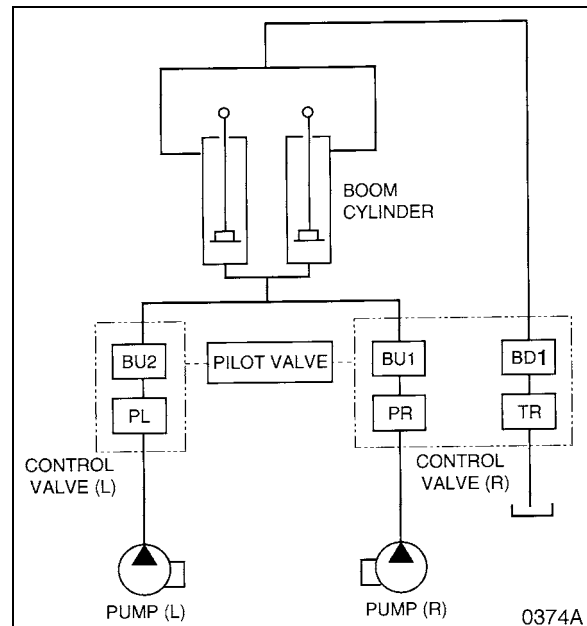 BOOM
CYLINDER
BU2
PILOT VALVE
BU1
BD1
PL
PR
TR
CONTROL
VALVE (L)
CONTROL
VALVE (R)
PUMP (L)
PUMP (R)
0374A